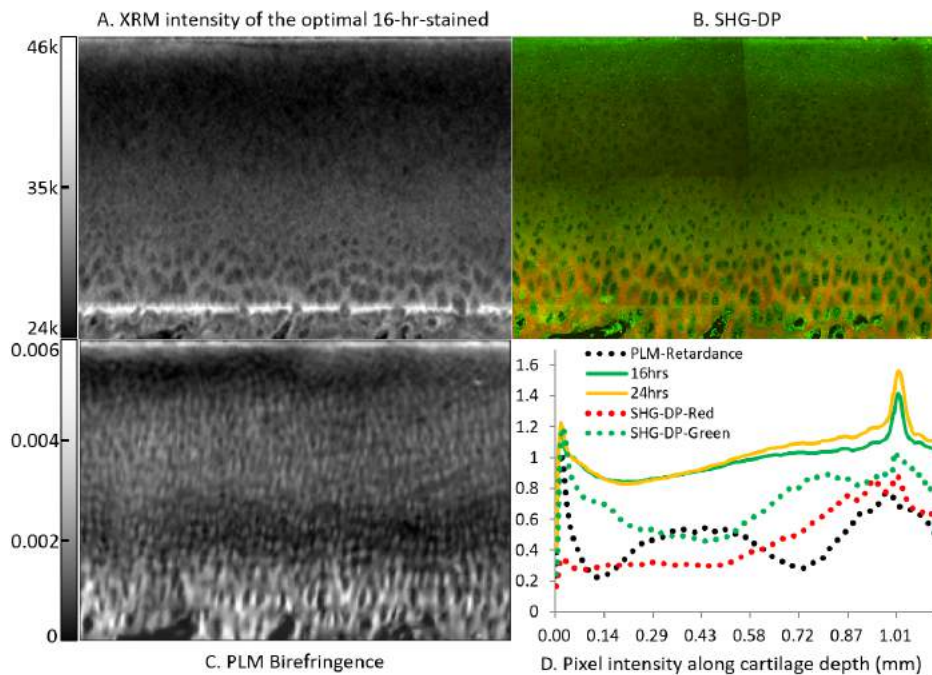 A. XRM intensity of the optimal 16-hr-stained
B. SHG-DP
46k
35k
24k
0.006
0.004
0.002
0
C. PLM Birefringence
1.6
1.4
1.2
1
0.8
0.6
0.4
0.2
0
PLM-Retardance
16hrs
24hrs
SHG-DP-Red
SHG-DP-Green
0.00 0.14 0.29 0.43 0.58 0.72 0.87 1.01
D. Pixel intensity along cartilage depth (mm)